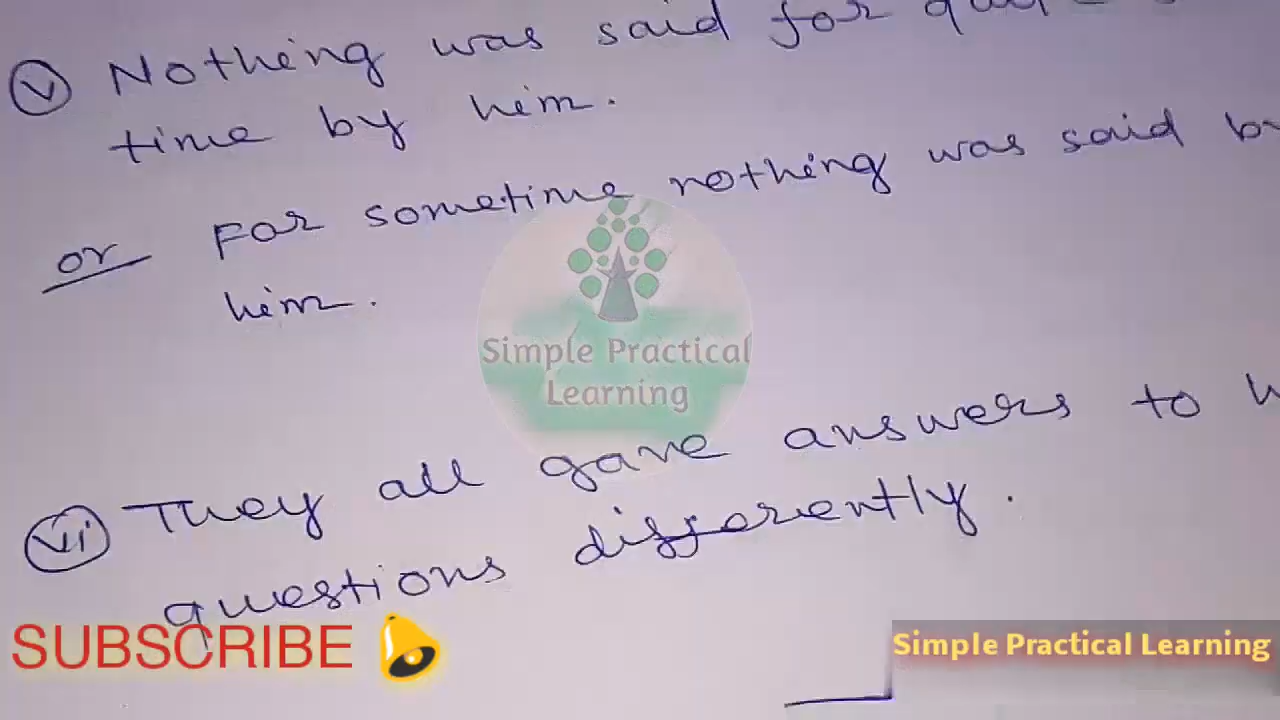 (v) Nothing was said for
time by him.
or For sometime nothing was said
him.
Simple Practical
Learning
(vi) They all gave answers to
questions differently.
SUBSCRIBE
Simple Practical Learning